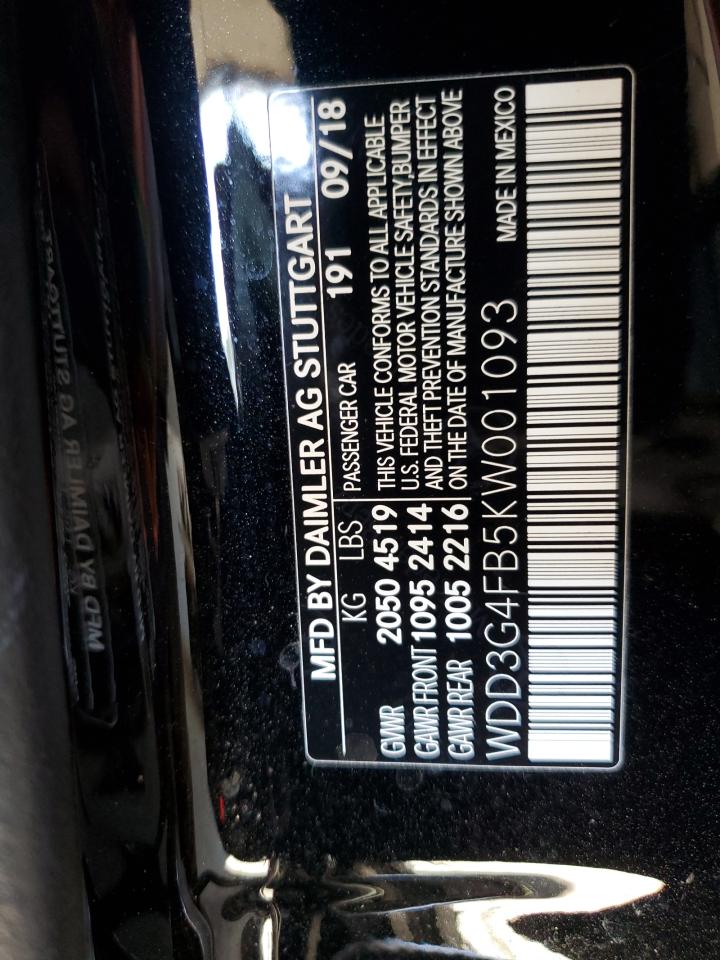 MFD BY DAIMLER AG STUTTGART
KG LBS PASSENGER CAR 191 09/18
GVWR 2050 4519 THIS VEHICLE CONFORMS TO ALL APPLICABLE
GAWR FRONT 1095 2414 U.S. FEDERAL MOTOR VEHICLE SAFETY,BUMPER
AND THEFT PREVENTION STANDARDS IN EFFECT
GAWR REAR 1005 2216 ON THE DATE OF MANUFACTURE SHOWN ABOVE
WDD3G4FB5KW001093 MADE IN MEXICO